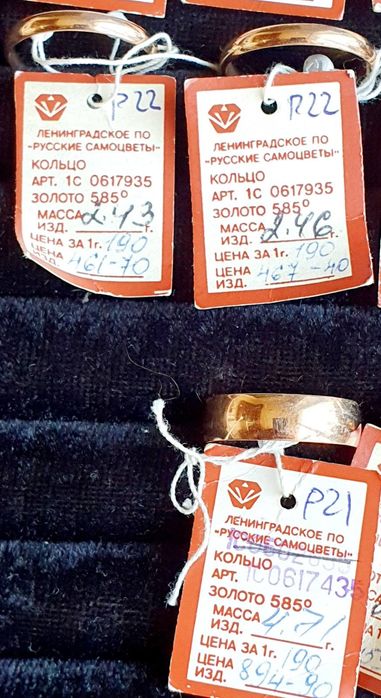 Р22
ЛЕНИНГРАДСКОЕ ПО
"РУССКИЕ САМОЦВЕТЫ"
КОЛЬЦО
АРТ. 1С 0617935
ЗОЛОТО 585°
МАССА
ИЗД. 2.43 г.
ЦЕНА ЗА 1г. 190
ЦЕНА
ИЗД. 461-70
Р22
ЛЕНИНГРАДСКОЕ ПО
"РУССКИЕ САМОЦВЕТЫ"
КОЛЬЦО
АРТ. 1С 0617935
ЗОЛОТО 585°
МАССА
ИЗД. 2.46 г.
ЦЕНА ЗА 1г. 190
ЦЕНА 467-40
ИЗД.
Р21
ЛЕНИНГРАДСКОЕ ПО
"РУССКИЕ САМОЦВЕТЫ"
КОЛЬЦО
АРТ. 1С0617435
ЗОЛОТО 585°
МАССА
ИЗД. 4.71 г.
ЦЕНА ЗА 1г. 190
ЦЕНА 894-90
ИЗД.